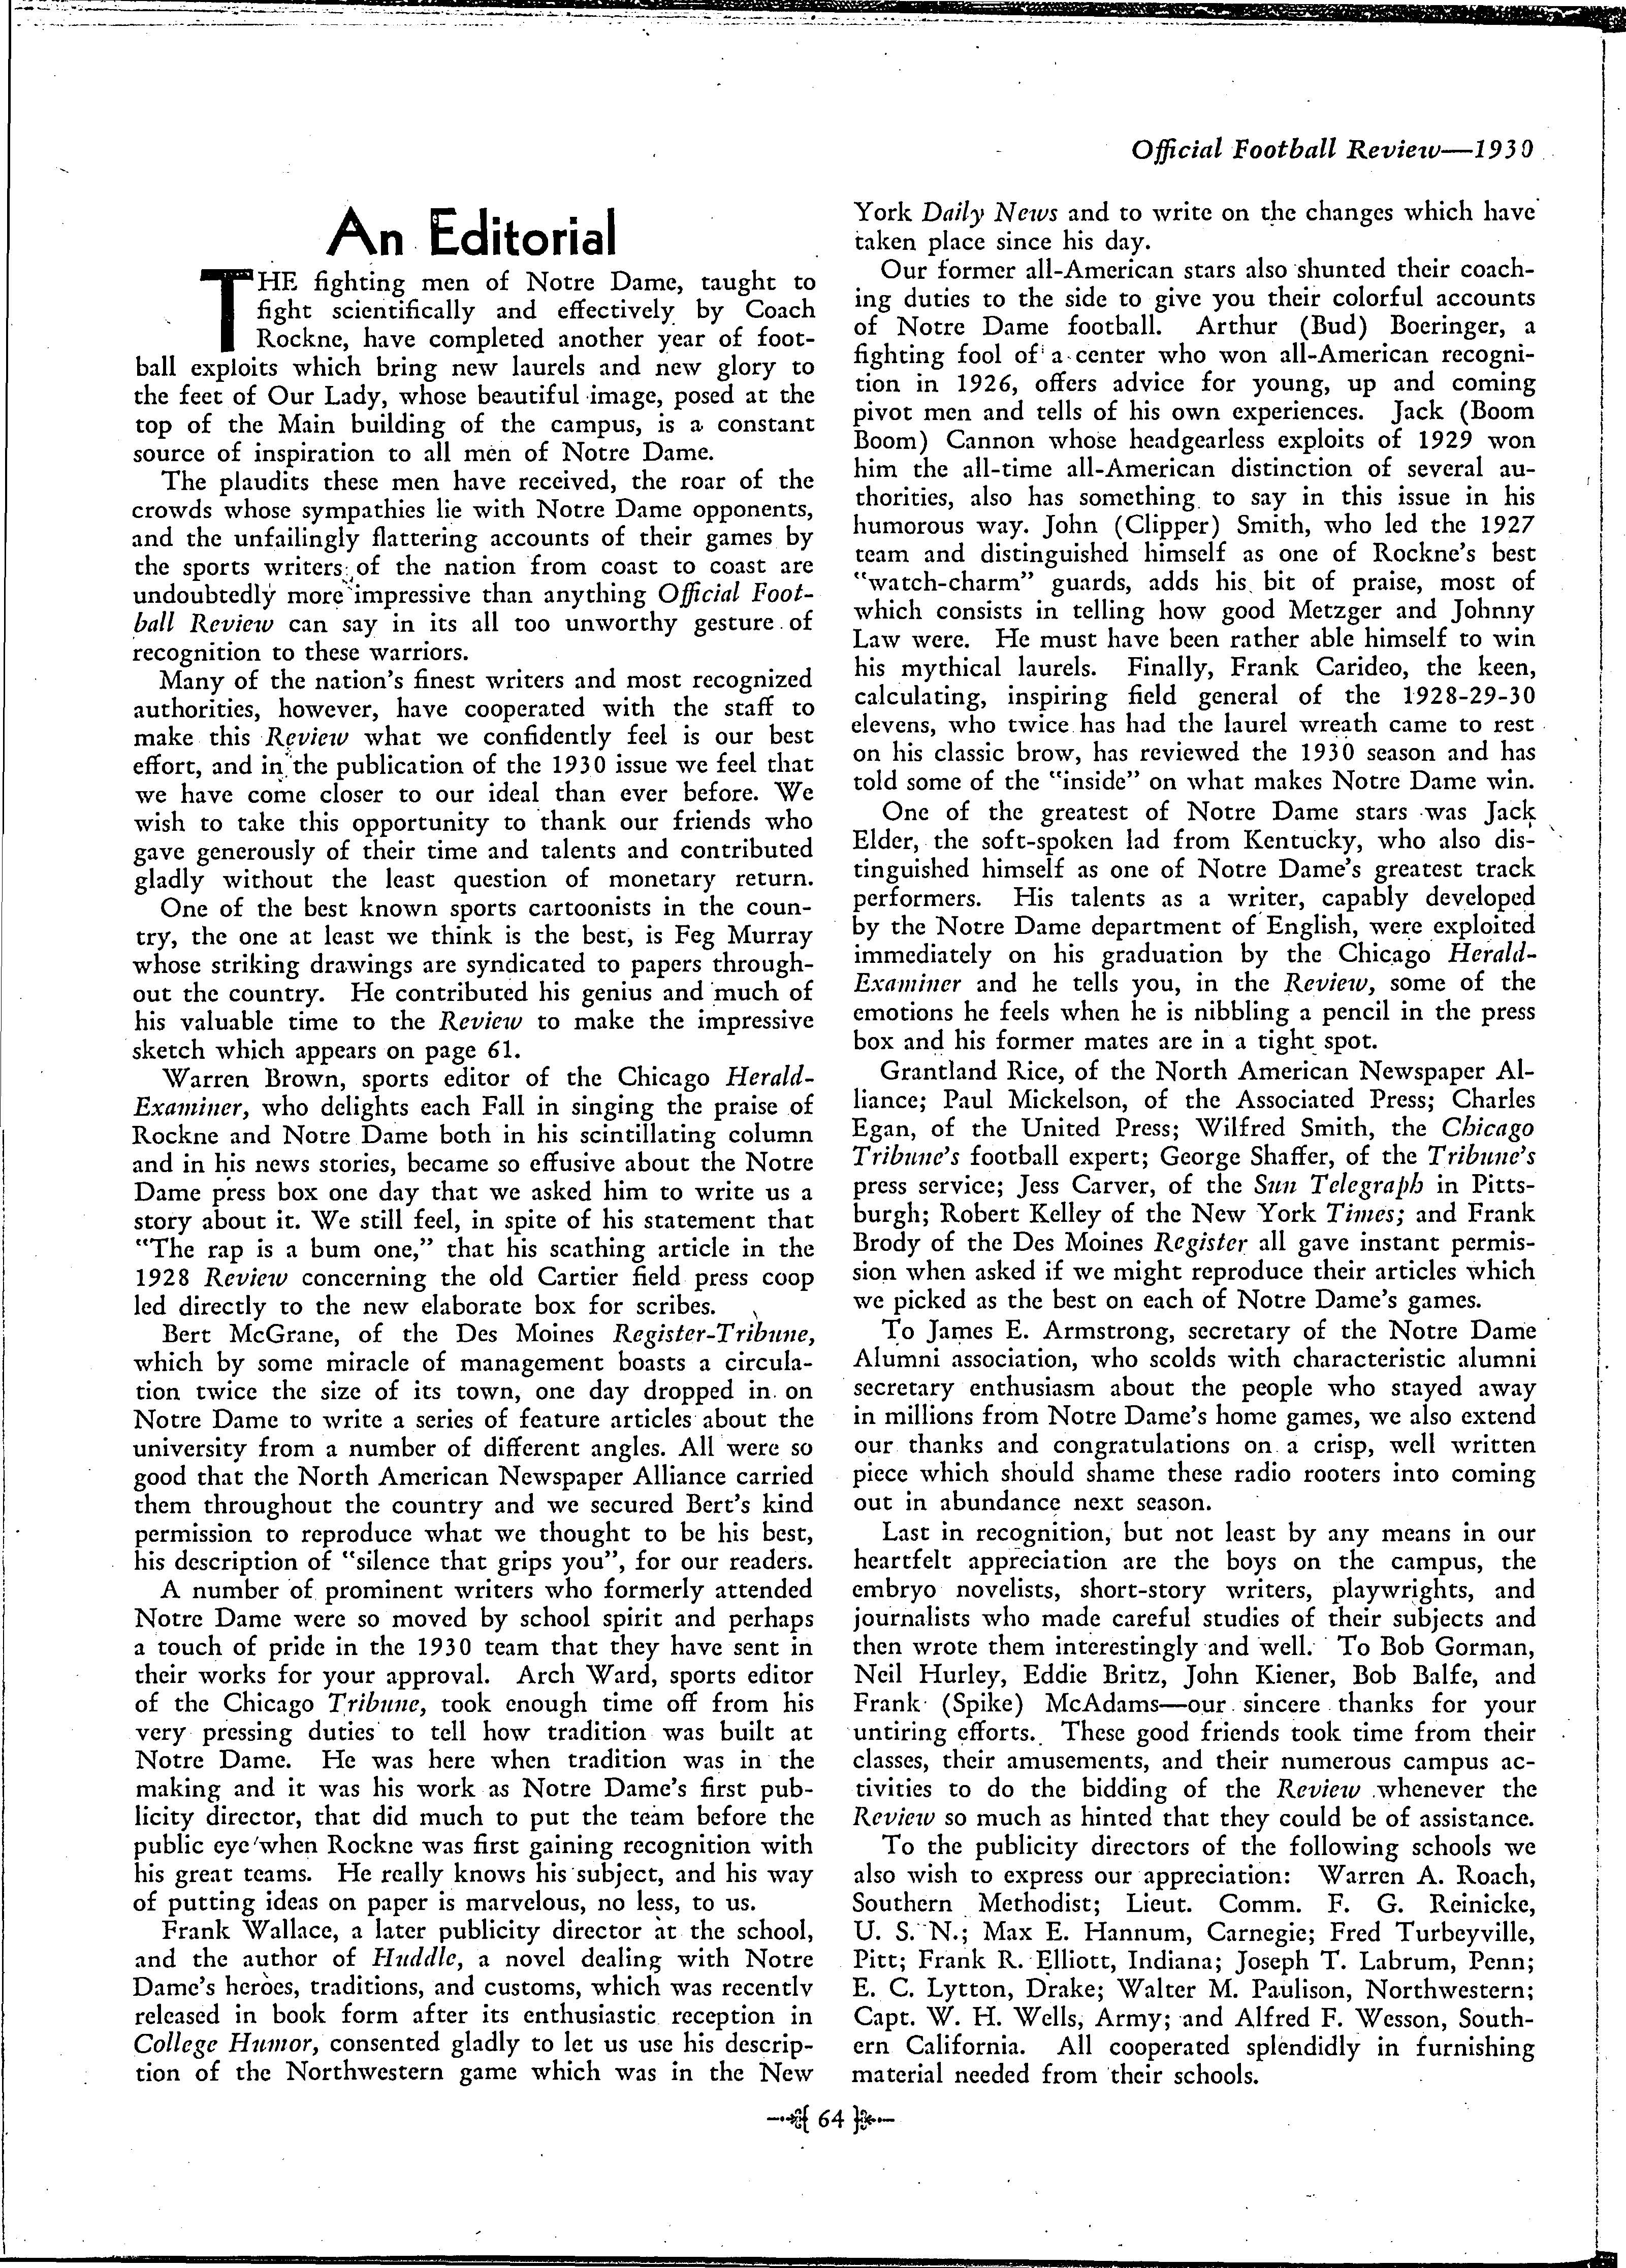 Official Football Review—1930
An Editorial
THE fighting men of Notre Dame, taught to
fight scientifically and effectively by Coach
Rockne, have completed another year of foot-
ball exploits which bring new laurels and new glory to
the feet of Our Lady, whose beautiful image, posed at the
top of the Main building of the campus, is a constant
source of inspiration to all men of Notre Dame.
The plaudits these men have received, the roar of the
crowds whose sympathies lie with Notre Dame opponents,
and the unfailingly flattering accounts of their games by
the sports writers of the nation from coast to coast are
undoubtedly more impressive than anything Official Foot-
ball Review can say in its all too unworthy gesture of
recognition to these warriors.
Many of the nation's finest writers and most recognized
authorities, however, have cooperated with the staff to
make this Review what we confidently feel is our best
effort, and in the publication of the 1930 issue we feel that
we have come closer to our ideal than ever before. We
wish to take this opportunity to thank our friends who
gave generously of their time and talents and contributed
gladly without the least question of monetary return.
One of the best known sports cartoonists in the coun-
try, the one at least we think is the best, is Feg Murray
whose striking drawings are syndicated to papers through-
out the country. He contributed his genius and much of
his valuable time to the Review to make the impressive
sketch which appears on page 61.
Warren Brown, sports editor of the Chicago Herald-
Examiner, who delights each Fall in singing the praise of
Rockne and Notre Dame both in his scintillating column
and in his news stories, became so effusive about the Notre
Dame press box one day that we asked him to write us a
story about it. We still feel, in spite of his statement that
"The rap is a bum one," that his scathing article in the
1928 Review concerning the old Cartier field press coop
led directly to the new elaborate box for scribes.
Bert McGrane, of the Des Moines Register-Tribune,
which by some miracle of management boasts a circula-
tion twice the size of its town, one day dropped in on
Notre Dame to write a series of feature articles about the
university from a number of different angles. All were so
good that the North American Newspaper Alliance carried
them throughout the country and we secured Bert's kind
permission to reproduce what we thought to be his best,
his description of "silence that grips you", for our readers.
A number of prominent writers who formerly attended
Notre Dame were so moved by school spirit and perhaps
a touch of pride in the 1930 team that they have sent in
their works for your approval. Arch Ward, sports editor
of the Chicago Tribune, took enough time off from his
very pressing duties to tell how tradition was built at
Notre Dame. He was here when tradition was in the
making and it was his work as Notre Dame's first pub-
licity director, that did much to put the team before the
public eye when Rockne was first gaining recognition with
his great teams. He really knows his subject, and his way
of putting ideas on paper is marvelous, no less, to us.
Frank Wallace, a later publicity director at the school,
and the author of Huddle, a novel dealing with Notre
Dame's heroes, traditions, and customs, which was recently
released in book form after its enthusiastic reception in
College Humor, consented gladly to let us use his descrip-
tion of the Northwestern game which was in the New
York Daily News and to write on the changes which have
taken place since his day.
Our former all-American stars also shunted their coach-
ing duties to the side to give you their colorful accounts
of Notre Dame football. Arthur (Bud) Boeringer, a
fighting fool of a center who won all-American recogni-
tion in 1926, offers advice for young, up and coming
pivot men and tells of his own experiences. Jack (Boom
Boom) Cannon whose headgearless exploits of 1929 won
him the all-time all-American distinction of several au-
thorities, also has something to say in this issue in his
humorous way. John (Clipper) Smith, who led the 1927
team and distinguished himself as one of Rockne's best
"watch-charm" guards, adds his bit of praise, most of
which consists in telling how good Metzger and Johnny
Law were. He must have been rather able himself to win
his mythical laurels. Finally, Frank Carideo, the keen,
calculating, inspiring field general of the 1928-29-30
elevens, who twice has had the laurel wreath came to rest
on his classic brow, has reviewed the 1930 season and has
told some of the "inside" on what makes Notre Dame win.
One of the greatest of Notre Dame stars was Jack
Elder, the soft-spoken lad from Kentucky, who also dis-
tinguished himself as one of Notre Dame's greatest track
performers. His talents as a writer, capably developed
by the Notre Dame department of English, were exploited
immediately on his graduation by the Chicago Herald-
Examiner and he tells you, in the Review, some of the
emotions he feels when he is nibbling a pencil in the press
box and his former mates are in a tight spot.
Grantland Rice, of the North American Newspaper Al-
liance; Paul Mickelson, of the Associated Press; Charles
Egan, of the United Press; Wilfred Smith, the Chicago
Tribune's football expert; George Shaffer, of the Tribune's
press service; Jess Carver, of the Sun Telegraph in Pitts-
burgh; Robert Kelley of the New York Times; and Frank
Brody of the Des Moines Register all gave instant permis-
sion when asked if we might reproduce their articles which
we picked as the best on each of Notre Dame's games.
To James E. Armstrong, secretary of the Notre Dame
Alumni association, who scolds with characteristic alumni
secretary enthusiasm about the people who stayed away
in millions from Notre Dame's home games, we also extend
our thanks and congratulations on a crisp, well written
piece which should shame these radio rooters into coming
out in abundance next season.
Last in recognition, but not least by any means in our
heartfelt appreciation are the boys on the campus, the
embryo novelists, short-story writers, playwrights, and
journalists who made careful studies of their subjects and
then wrote them interestingly and well. To Bob Gorman,
Neil Hurley, Eddie Britz, John Kiener, Bob Balfe, and
Frank (Spike) McAdams—our sincere thanks for your
untiring efforts. These good friends took time from their
classes, their amusements, and their numerous campus ac-
tivities to do the bidding of the Review whenever the
Review so much as hinted that they could be of assistance.
To the publicity directors of the following schools we
also wish to express our appreciation: Warren A. Roach,
Southern Methodist; Lieut. Comm. F. G. Reinicke,
U. S. N.; Max E. Hannum, Carnegie; Fred Turbeyville,
Pitt; Frank R. Elliott, Indiana; Joseph T. Labrum, Penn;
E. C. Lytton, Drake; Walter M. Paulison, Northwestern;
Capt. W. H. Wells, Army; and Alfred F. Wesson, South-
ern California. All cooperated splendidly in furnishing
material needed from their schools.
64